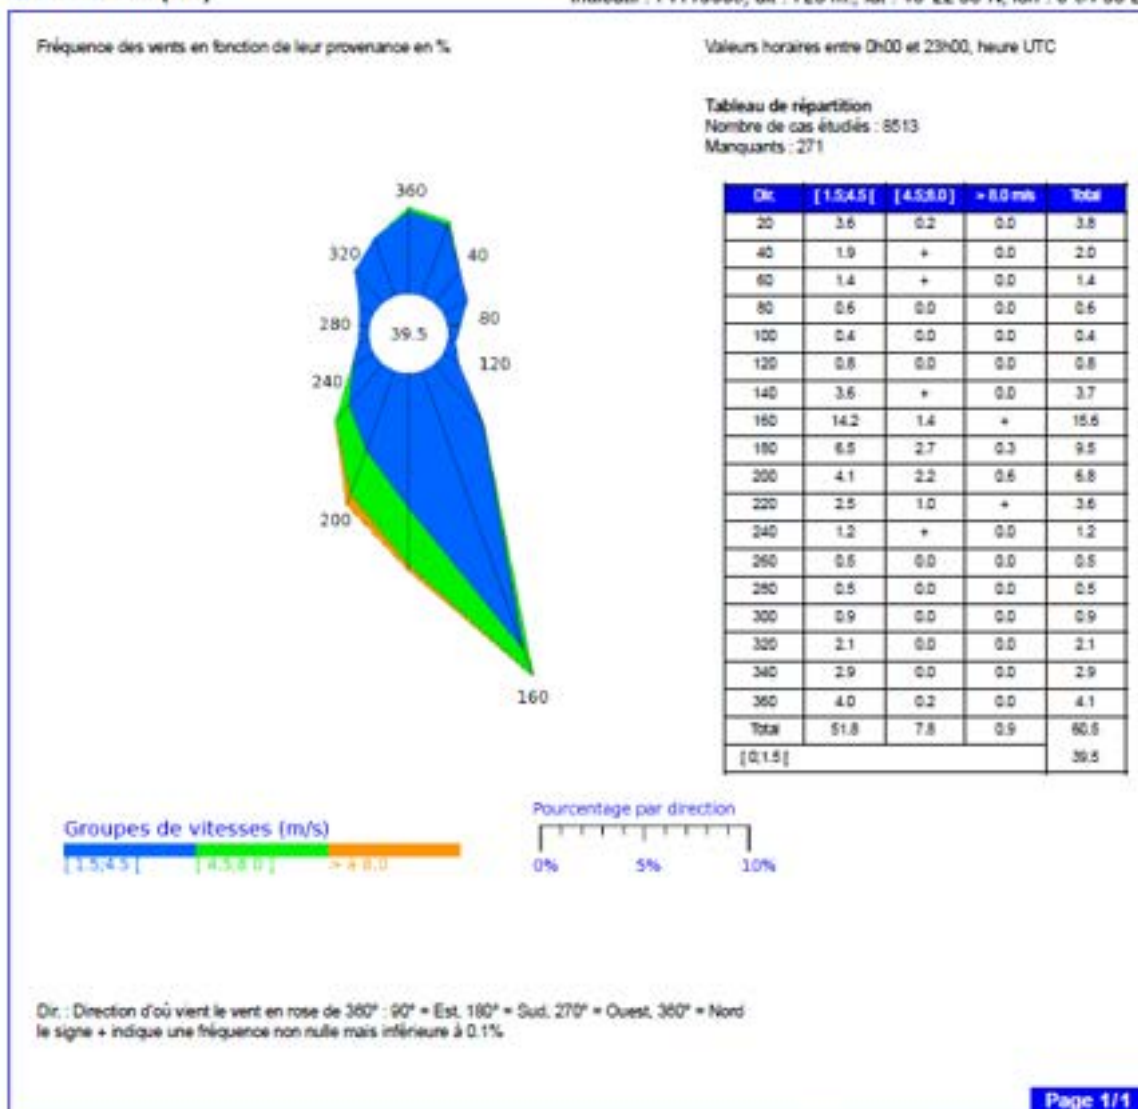 Fréquence des vents en fonction de leur provenance en %
Valeurs horaires entre 0h00 et 23h00, heure UTC
Tableau de répartition
Nombre de cas étudiés : 8513
Manquants : 271
360
320
40
280
39.5
80
120
240
200
160
Dir. [ 1.5;4.5 [ [ 4.5;8.0 ] > 8.0 m/s Total
20 3.6 0.2 0.0 3.8
40 1.9 + 0.0 2.0
60 1.4 + 0.0 1.4
80 0.6 0.0 0.0 0.6
100 0.4 0.0 0.0 0.4
120 0.8 0.0 0.0 0.8
140 3.6 + 0.0 3.7
160 14.2 1.4 + 15.6
180 6.5 2.7 0.3 9.5
200 4.1 2.2 0.6 6.8
220 2.5 1.0 + 3.6
240 1.2 + 0.0 1.2
260 0.5 0.0 0.0 0.5
280 0.5 0.0 0.0 0.5
300 0.9 0.0 0.0 0.9
320 2.1 0.0 0.0 2.1
340 2.9 0.0 0.0 2.9
360 4.0 0.2 0.0 4.1
Total 51.8 7.8 0.9 60.5
[ 0;1.5 [ 39.5
Groupes de vitesses (m/s)
[ 1.5;4.5 [ [ 4.5;8.0 ] > à 8.0
Pourcentage par direction
0% 5% 10%
Dir. : Direction d'où vient le vent en rose de 360° : 90° = Est, 180° = Sud, 270° = Ouest, 360° = Nord
le signe + indique une fréquence non nulle mais inférieure à 0.1%
Page 1/1